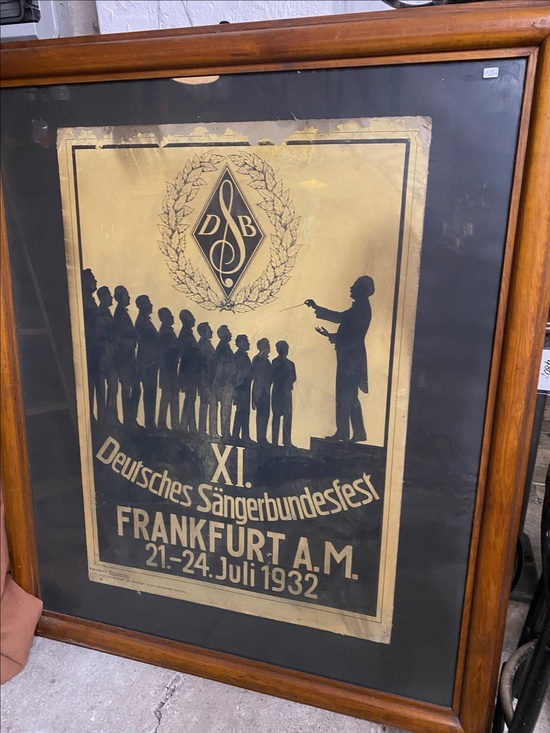 DSB
XI.
Deutsches Sängerbundesfest
FRANKFURT A.M.
21.-24. Juli 1932